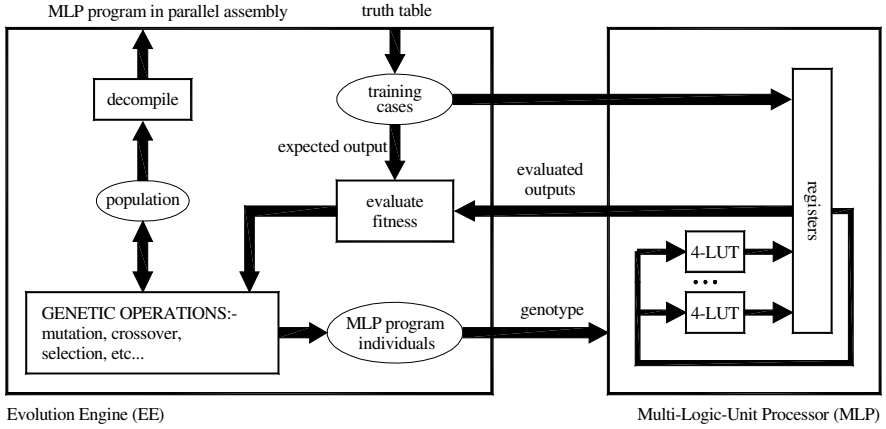 MLP program in parallel assembly
truth table
decompile
training
cases
expected output
population
evaluate
fitness
evaluated
outputs
registers
4-LUT
...
4-LUT
GENETIC OPERATIONS:-
mutation, crossover,
selection, etc...
MLP program
individuals
genotype
Evolution Engine (EE)
Multi-Logic-Unit Processor (MLP)